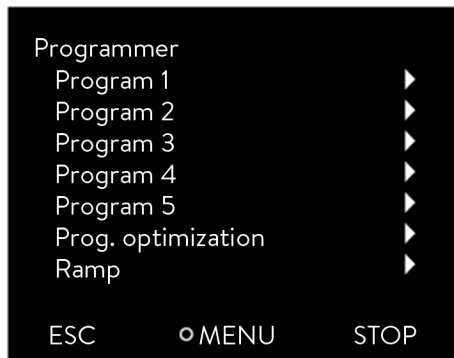 Programmer
Program 1
Program 2
Program 3
Program 4
Program 5
Prog. optimization
Ramp
ESC MENU STOP